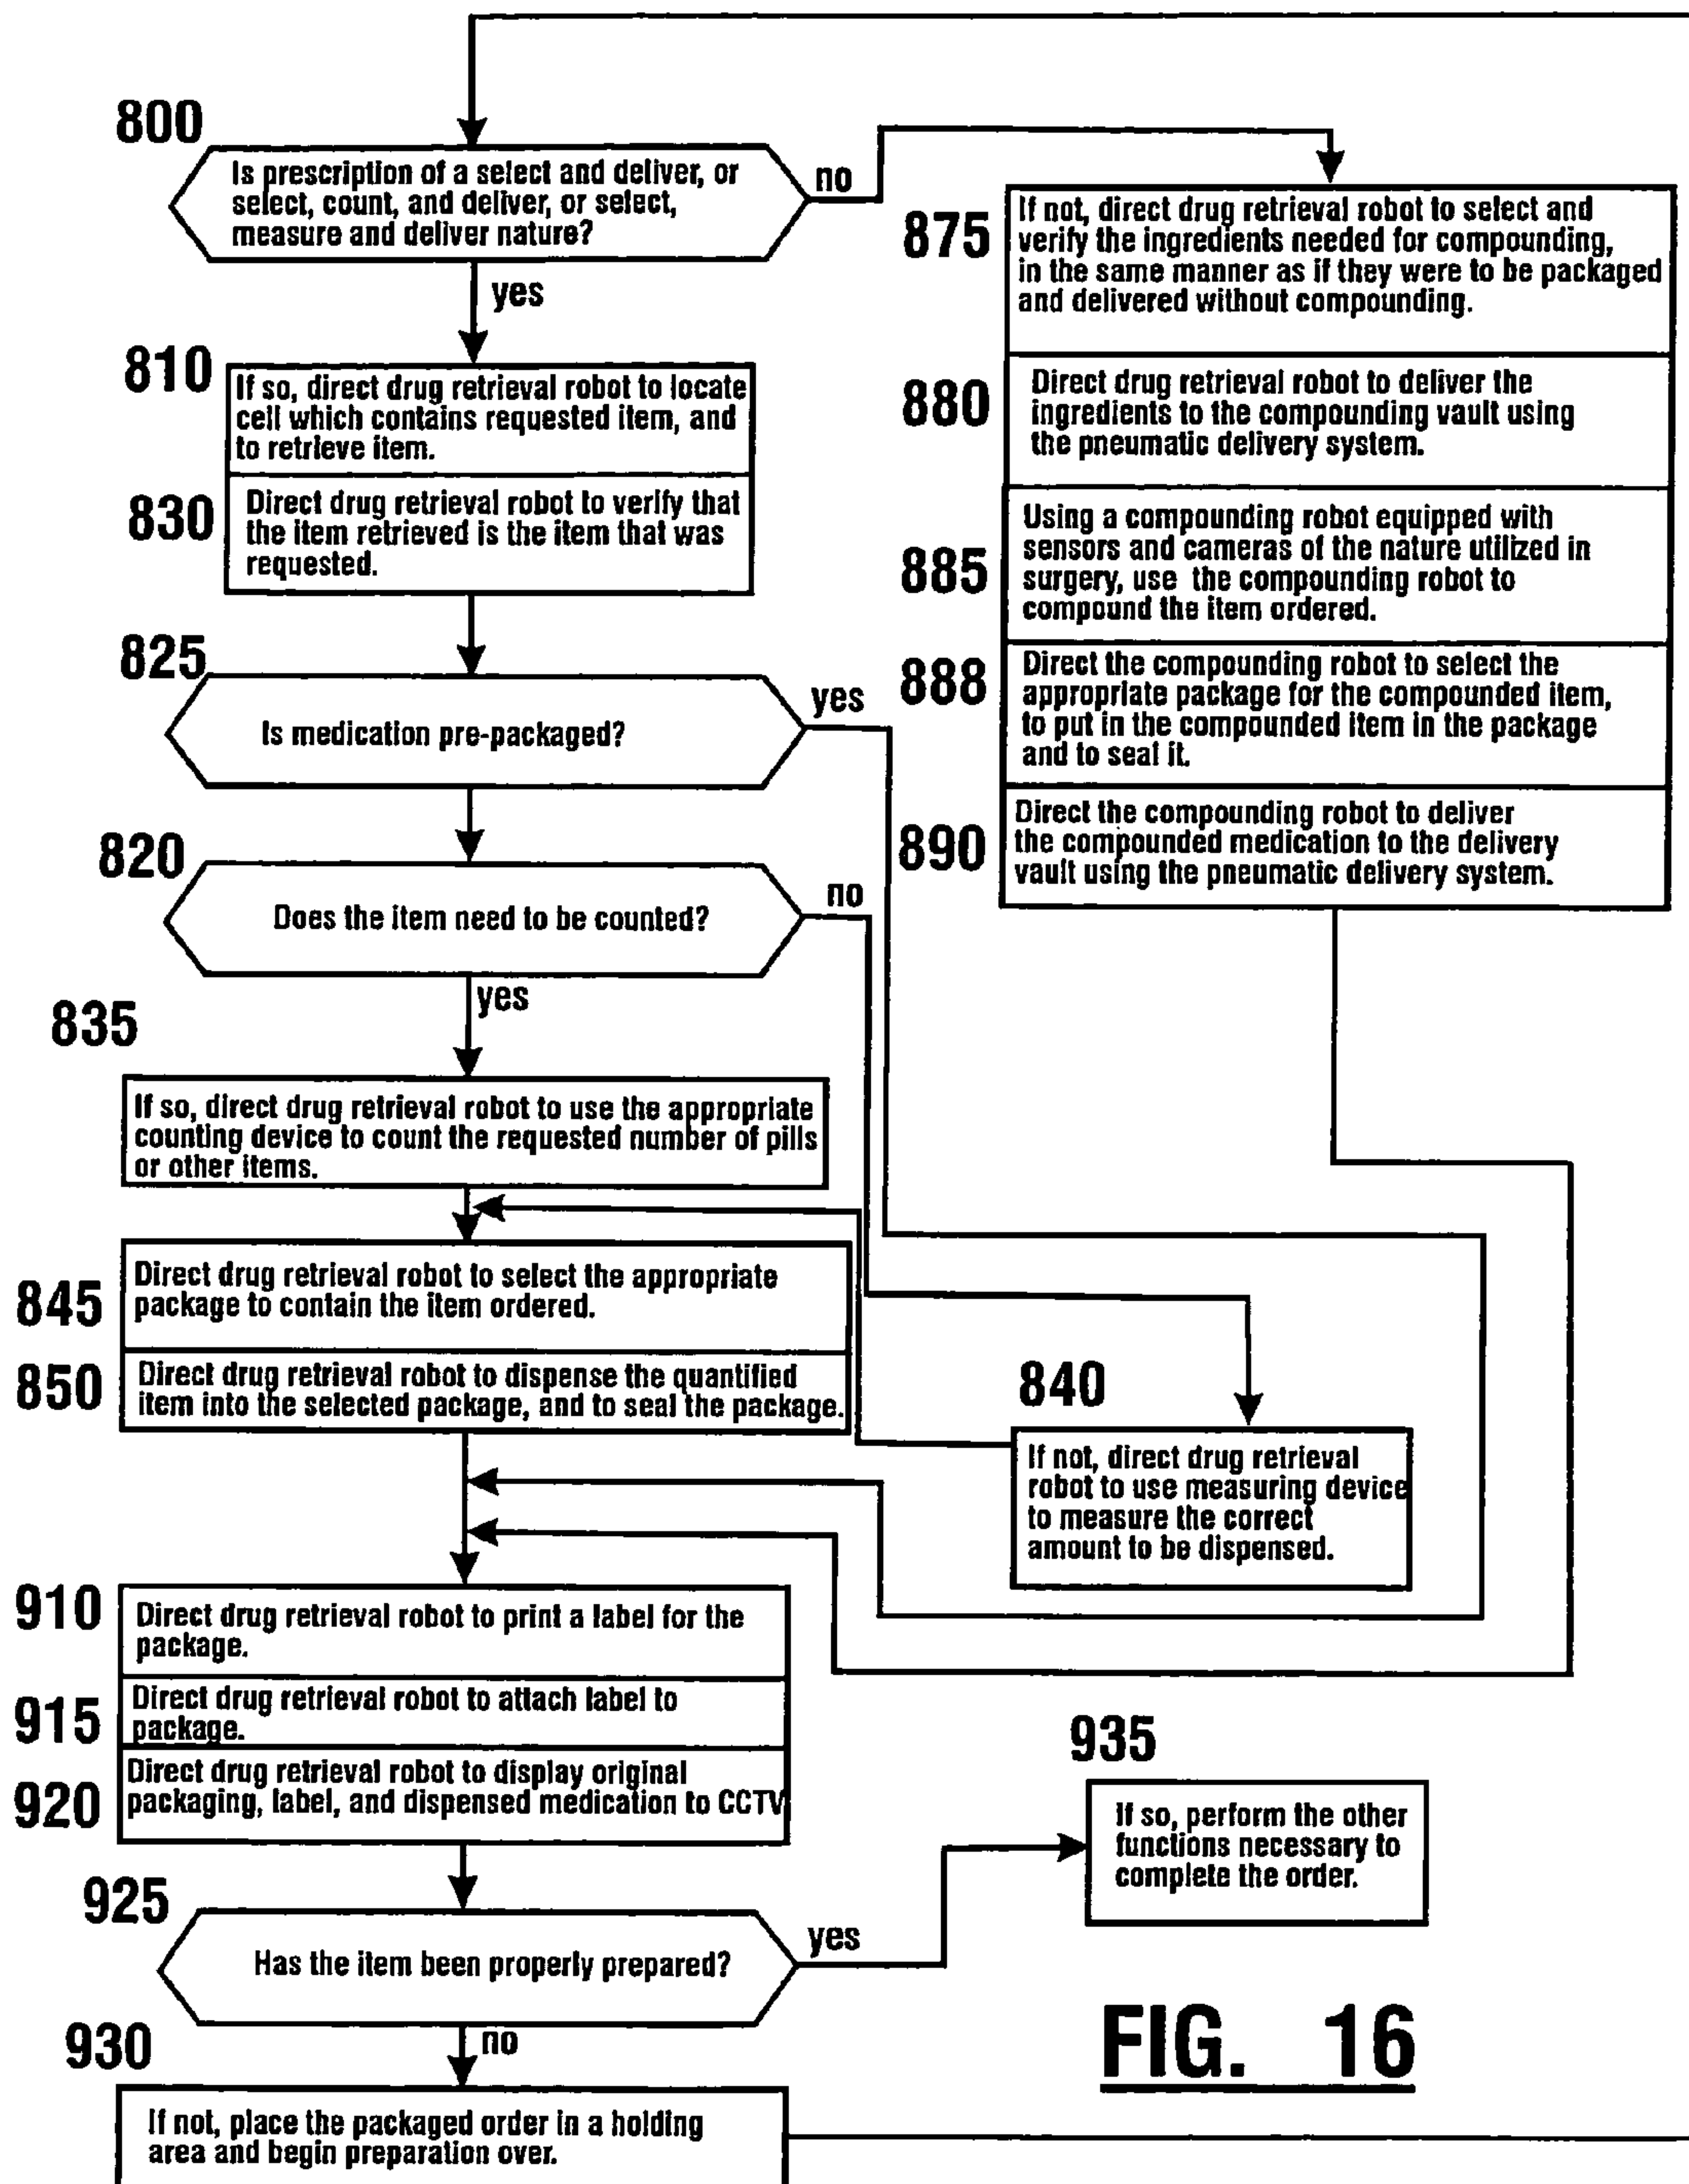 800
Is prescription of a select and deliver, or
select, count, and deliver, or select,
measure and deliver nature?
no
yes
810
If so, direct drug retrieval robot to locate
cell which contains requested item, and
to retrieve item.
830
Direct drug retrieval robot to verify that
the item retrieved is the item that was
requested.
825
Is medication pre-packaged?
yes
820
Does the item need to be counted?
no
yes
835
If so, direct drug retrieval robot to use the appropriate
counting device to count the requested number of pills
or other items.
845
Direct drug retrieval robot to select the appropriate
package to contain the item ordered.
850
Direct drug retrieval robot to dispense the quantified
item into the selected package, and to seal the package.
875
If not, direct drug retrieval robot to select and
verify the ingredients needed for compounding,
in the same manner as if they were to be packaged
and delivered without compounding.
880
Direct drug retrieval robot to deliver the
ingredients to the compounding vault using
the pneumatic delivery system.
885
Using a compounding robot equipped with
sensors and cameras of the nature utilized in
surgery, use the compounding robot to
compound the item ordered.
888
Direct the compounding robot to select the
appropriate package for the compounded item,
to put in the compounded item in the package
and to seal it.
890
Direct the compounding robot to deliver
the compounded medication to the delivery
vault using the pneumatic delivery system.
840
If not, direct drug retrieval
robot to use measuring device
to measure the correct
amount to be dispensed.
910
Direct drug retrieval robot to print a label for the
package.
915
Direct drug retrieval robot to attach label to
package.
920
Direct drug retrieval robot to display original
packaging, label, and dispensed medication to CCTV
925
Has the item been properly prepared?
yes
no
935
If so, perform the other
functions necessary to
complete the order.
930
If not, place the packaged order in a holding
area and begin preparation over.
FIG. 16